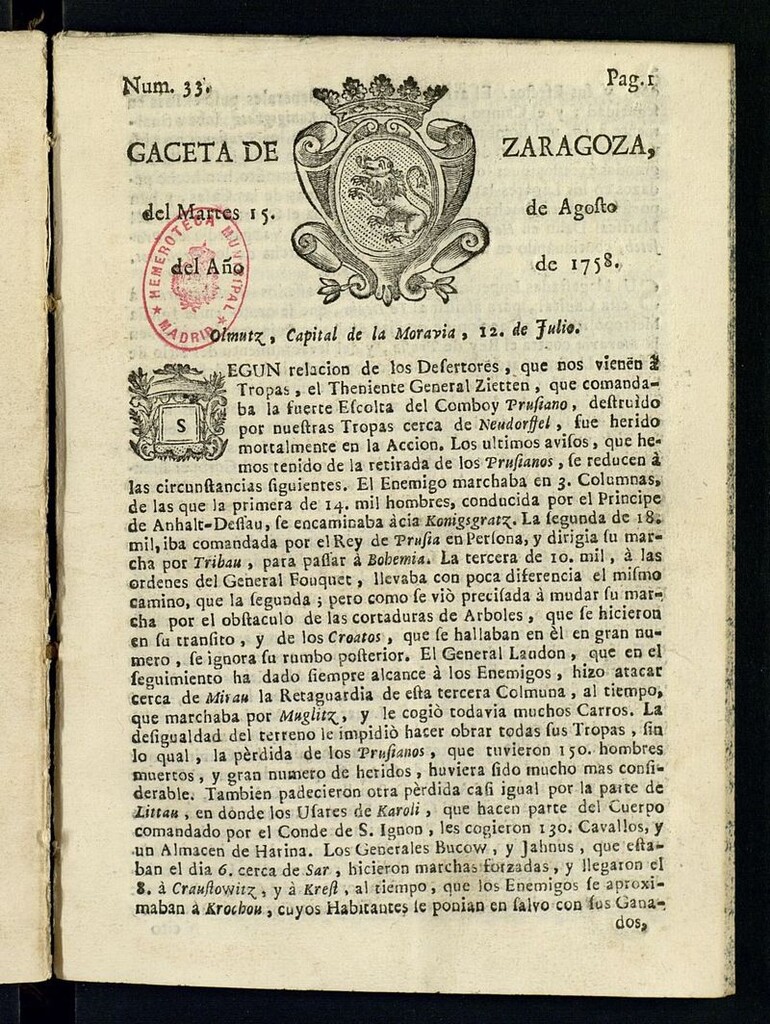 Num. 33.
Pag.1
GACETA DE ZARAGOZA,
del Martes 15. de Agoſto
del Año de 1758.
HEMEROTECA MUNICIPAL
MADRID
Olmutz, Capital de la Moravia, 12. de Julio.
SEGUN relacion de los Deſertores, que nos vienen à
Tropas, el Theniente General Zietten, que comanda-
ba la fuerte Eſcolta del Comboy Pruſiano, deſtruìdo
por nueſtras Tropas cerca de Neudorffel, fue herido
mortalmente en la Accion. Los ultimos aviſos, que he-
mos tenido de la retirada de los Pruſianos, ſe reducen à
las circunſtancias ſiguientes. El Enemigo marchaba en 3. Columnas,
de las que la primera de 14. mil hombres, conducida por el Principe
de Anhalt-Deſſau, ſe encaminaba àcia Konigsgratz. La ſegunda de 18.
mil, iba comandada por el Rey de Pruſia en Perſona, y dirigia ſu mar-
cha por Tribau, para paſſar à Bohemia. La tercera de 10. mil, à las
ordenes del General Fouquet, llevaba con poca diferencia el miſmo
camino, que la ſegunda; pero como ſe viò preciſada à mudar ſu mar-
cha por el obſtaculo de las cortaduras de Arboles, que ſe hicieron
en ſu tranſito, y de los Croatos, que ſe hallaban en èl en gran nu-
mero, ſe ignora ſu rumbo poſterior. El General Laudon, que en el
ſeguimiento ha dado ſiempre alcance à los Enemigos, hizo atacar
cerca de Mirau la Retaguardia de eſta tercera Colmuna, al tiempo,
que marchaba por Muglitz, y le cogiò todavia muchos Carros. La
deſigualdad del terreno le impidiò hacer obrar todas ſus Tropas, ſin
lo qual, la pèrdida de los Pruſianos, que tuvieron 150. hombres
muertos, y gran numero de heridos, huviera ſido mucho mas conſi-
derable. Tambien padecieron otra pèrdida caſi igual por la parte de
Littau, en donde los Uſares de Karoli, que hacen parte del Cuerpo
comandado por el Conde de S. Ignon, les cogieron 130. Cavallos, y
un Almacen de Harina. Los Generales Bucow, y Jahnus, que eſta-
ban el dia 6. cerca de Sar, hicieron marchas forzadas, y llegaron el
8. à Crauſtowitz, y à Kreſt, al tiempo, que los Enemigos ſe aproxi-
maban à Krochou, cuyos Habitantes ſe ponian en ſalvo con ſus Gana-
dos,